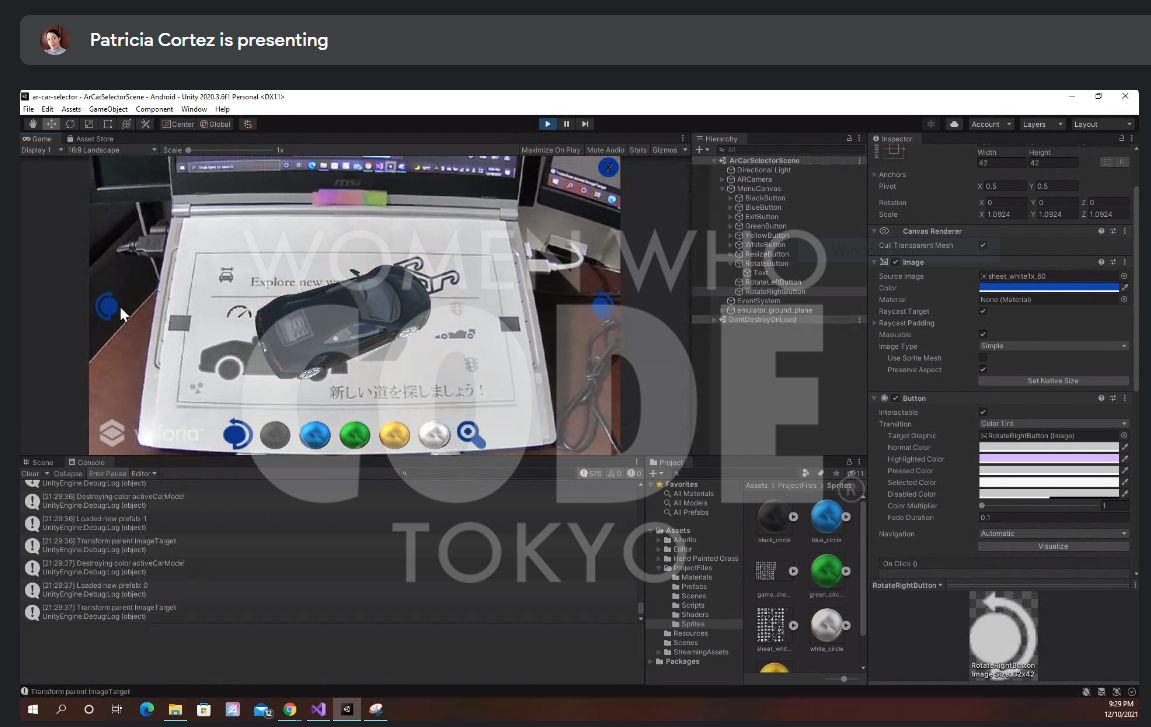 Patricia Cortez is presenting
ar-car-selector - ArCarSelectorScene - Android - Unity 2020.3.6f1 Personal <DX11>
File Edit Assets GameObject Component Window Help
Center Global
Account Layers Layout
Game Asset Store
Display 1 16:9 Landscape Scale 1x
Maximize On Play Mute Audio Stats Gizmos
msi
Explore new
新しい道を探しましょう!
vuforia
WOMEN WHO
CODE
TOKYO
®
Hierarchy
All
ArCarSelectorScene
Directional Light
ARCamera
MenuCanvas
BlackButton
BlueButton
ExitButton
GreenButton
YellowButton
WhiteButton
ResizeButton
RotateButton
Text
RotateLeftButton
RotateRightButton
EventSystem
emulator.ground_plane
DontDestroyOnLoad
Inspector
Width Height
42 42
Anchors
Pivot X 0.5 Y 0.5
Rotation X 0 Y 0 Z 0
Scale X 1.0924 Y 1.0924 Z 1.0924
Canvas Renderer
Cull Transparent Mesh
Image
Source Image sheet_white1x_60
Color
Material None (Material)
Raycast Target
Raycast Padding
Maskable
Image Type Simple
Use Sprite Mesh
Preserve Aspect
Set Native Size
Button
Interactable
Transition Color Tint
Target Graphic RotateRightButton (Image)
Normal Color
Highlighted Color
Pressed Color
Selected Color
Disabled Color
Color Multiplier 1
Fade Duration 0.1
Navigation Automatic
Visualize
On Click ()
RotateRightButton
RotateRightButton
Image Size: 32x42
Scene Console
Clear Collapse Error Pause Editor
575 0 0
UnityEngine.Debug:Log (object)
[21:29:36] Destroying color activeCarModel
UnityEngine.Debug:Log (object)
[21:29:36] Loaded new prefab: 1
UnityEngine.Debug:Log (object)
[21:29:36] Transform parent ImageTarget
UnityEngine.Debug:Log (object)
[21:29:37] Destroying color activeCarModel
UnityEngine.Debug:Log (object)
[21:29:37] Loaded new prefab: 0
UnityEngine.Debug:Log (object)
[21:29:37] Transform parent ImageTarget
UnityEngine.Debug:Log (object)
Project
11
Favorites
All Materials
All Models
All Prefabs
Assets
Azerilo
Editor
Hand Painted Grass
ProjectFiles
Materials
Prefabs
Scenes
Scripts
Shaders
Sprites
Resources
Scenes
StreamingAssets
Packages
Assets > ProjectFiles > Sprites
black_circle blue_circle
game_she... green_circ...
sheet_whit... white_circle
Transform parent ImageTarget
12
9:29 PM
12/10/2021